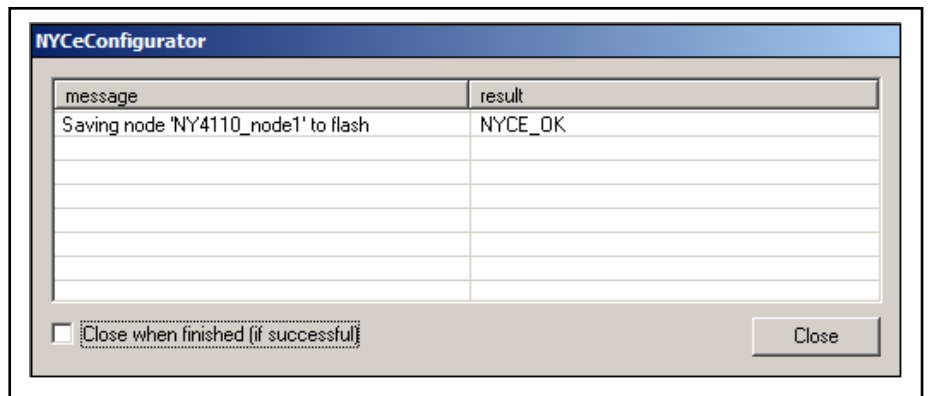 NYCeConfigurator
message result
Saving node 'NY4110_node1' to flash NYCE_OK
Close when finished (if successful) Close